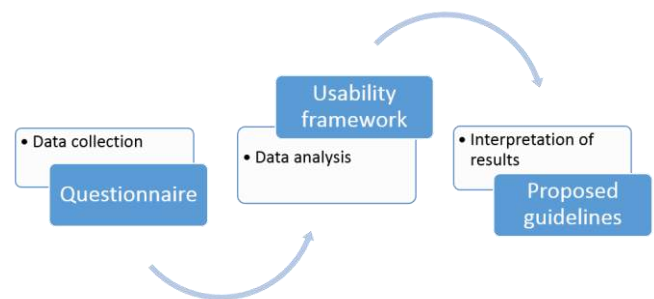 • Data collection
Questionnaire
Usability
framework
• Data analysis
• Interpretation of
results
Proposed
guidelines